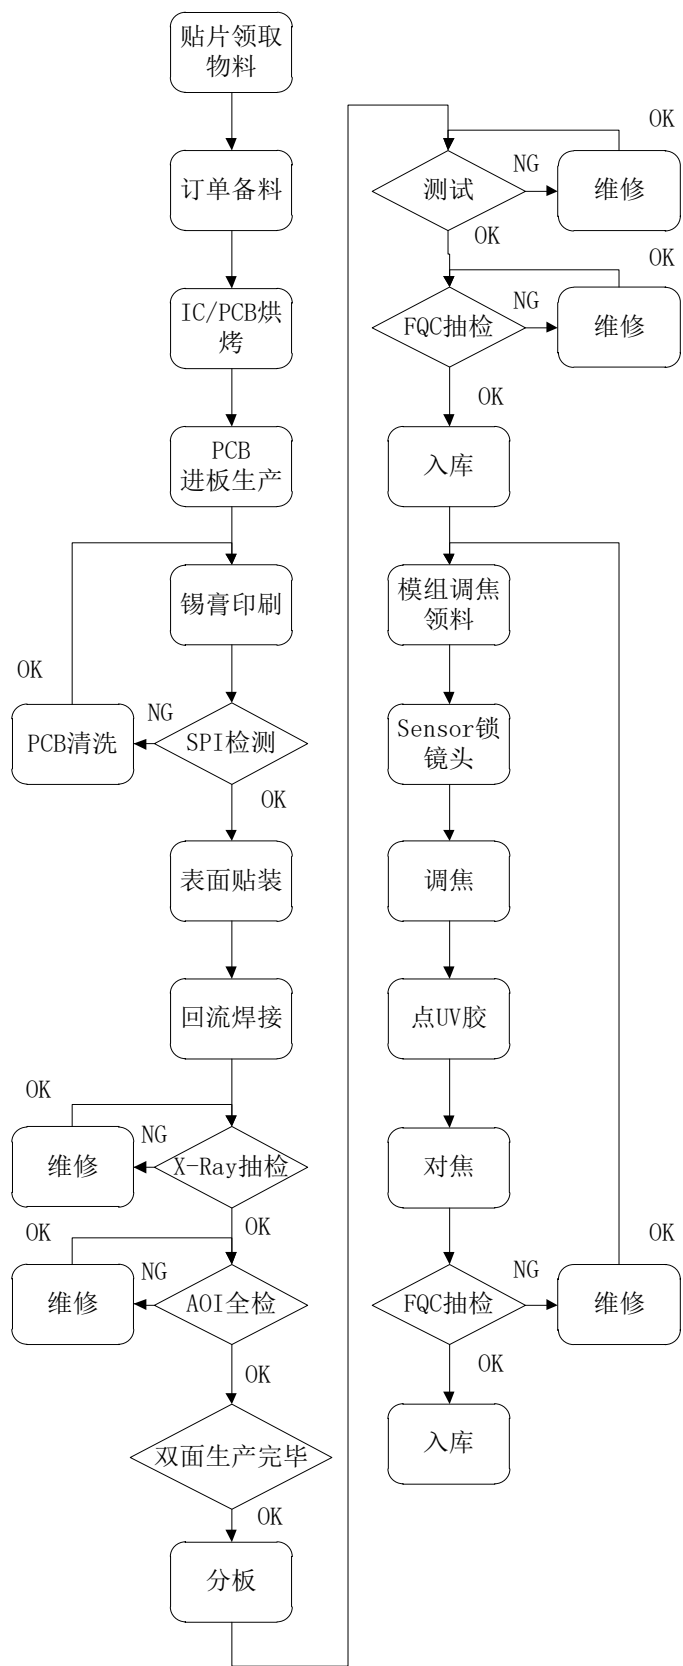 贴片领取
物料
订单备料
IC/PCB烘
烤
PCB
进板生产
锡膏印刷
OK
NG
PCB清洗
SPI检测
OK
表面贴装
回流焊接
OK
NG
维修
X-Ray抽检
OK
OK
NG
维修
AOI全检
OK
双面生产完毕
OK
分板
OK
NG
测试
维修
OK
OK
NG
FQC抽检
维修
OK
入库
模组调焦
领料
Sensor锁
镜头
调焦
点UV胶
对焦
OK
NG
FQC抽检
维修
OK
入库